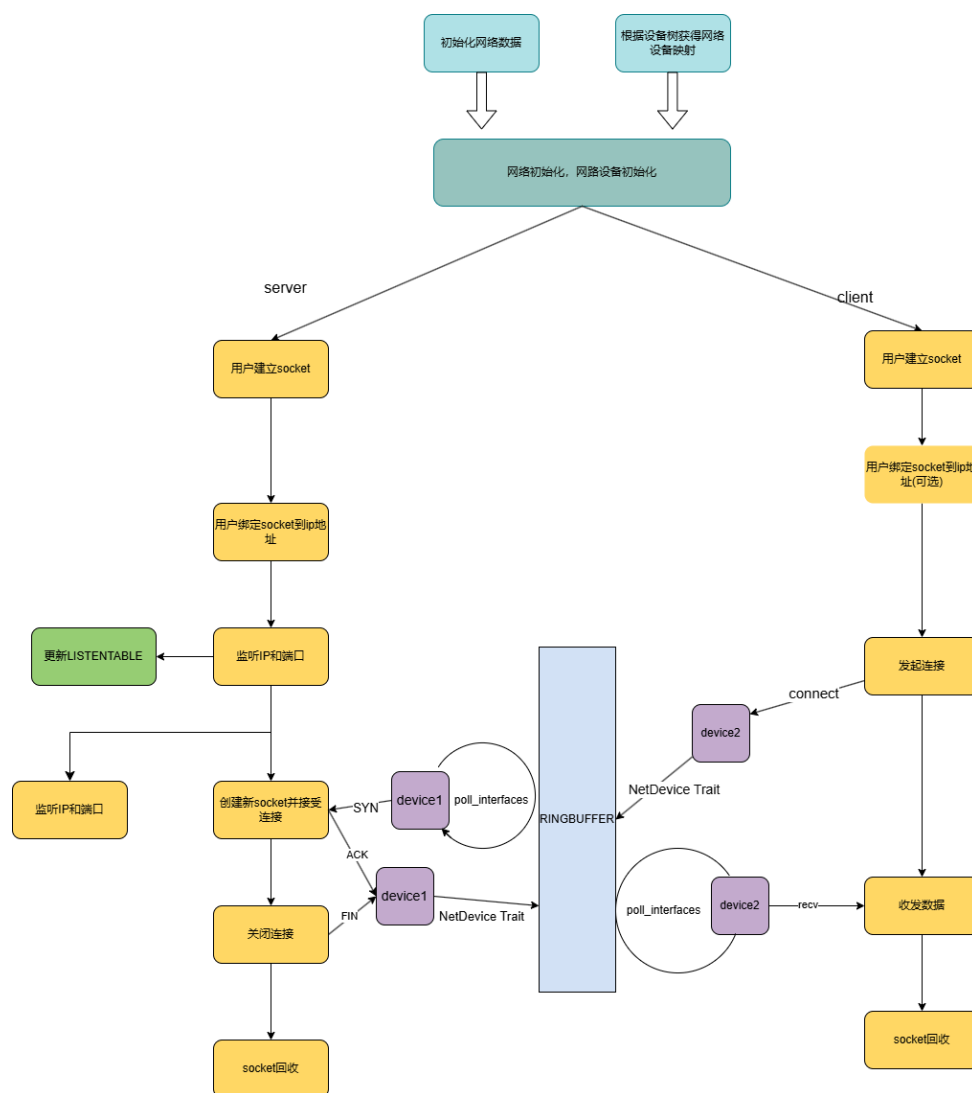 初始化网络数据
根据设备树获得网络
设备映射
网络初始化，网路设备初始化
server
client
用户建立socket
用户建立socket
用户绑定socket到ip地
址(可选)
用户绑定socket到ip地
址
更新LISTENTABLE
监听IP和端口
发起连接
connect
device2
NetDevice Trait
监听IP和端口
创建新socket并接受
连接
SYN
device1
poll_interfaces
RINGBUFFER
ACK
device1
NetDevice Trait
poll_interfaces
device2
recv
收发数据
FIN
关闭连接
socket回收
socket回收